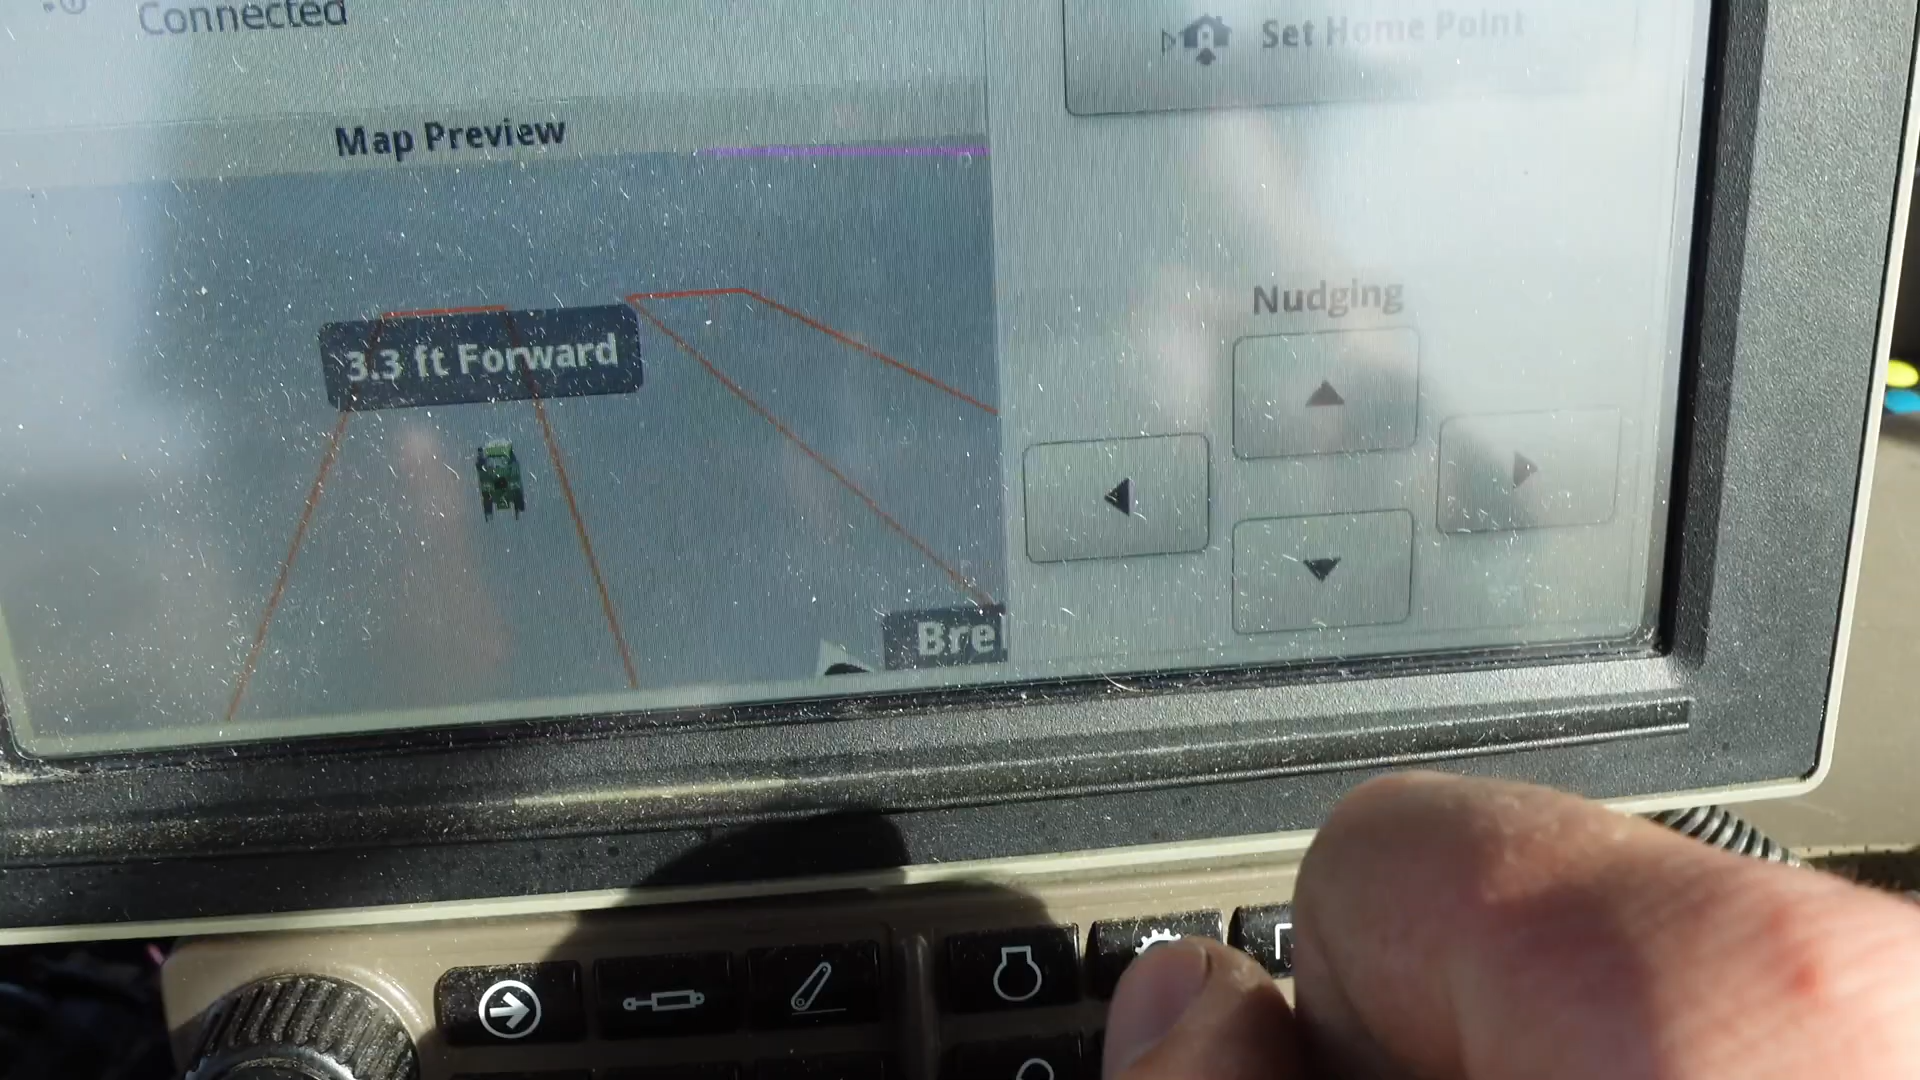 Connected
Set Home Point
Map Preview
Nudging
3.3 ft Forward
Bre